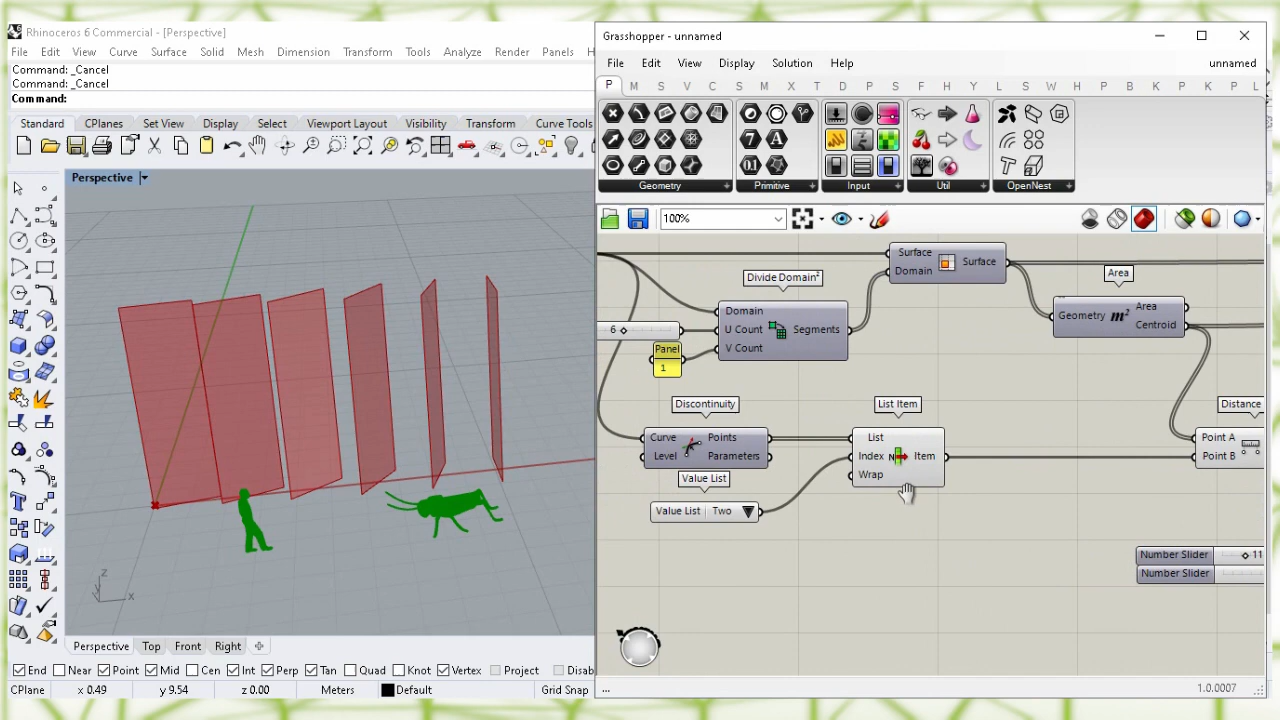 Rhinoceros 6 Commercial - [Perspective]
File Edit View Curve Surface Solid Mesh Dimension Transform Tools Analyze Render Panels H
Command: _Cancel
Command: _Cancel
Command:
Standard CPlanes Set View Display Select Viewport Layout Visibility Transform Curve Tools
Perspective
z
x
Perspective Top Front Right
End Near Point Mid Cen Int Perp Tan Quad Knot Vertex Project Disab
CPlane x 0.49 y 9.54 z 0.00 Meters Default Grid Snap
Grasshopper - unnamed
File Edit View Display Solution Help unnamed
P M S V C S M X T D P S F H Y L S W H P B K P K P L
Geometry Primitive Input Util OpenNest
100%
Surface
Domain
Surface
Divide Domain²
Area
Domain
U Count
V Count
Segments
Geometry
m²
Area
Centroid
6
Panel
1
Discontinuity
List Item
Distance
Curve
Level
Points
Parameters
List
Index
Wrap
Item
Point A
Point B
Value List
Value List Two
Number Slider 11
Number Slider
... 1.0.0007